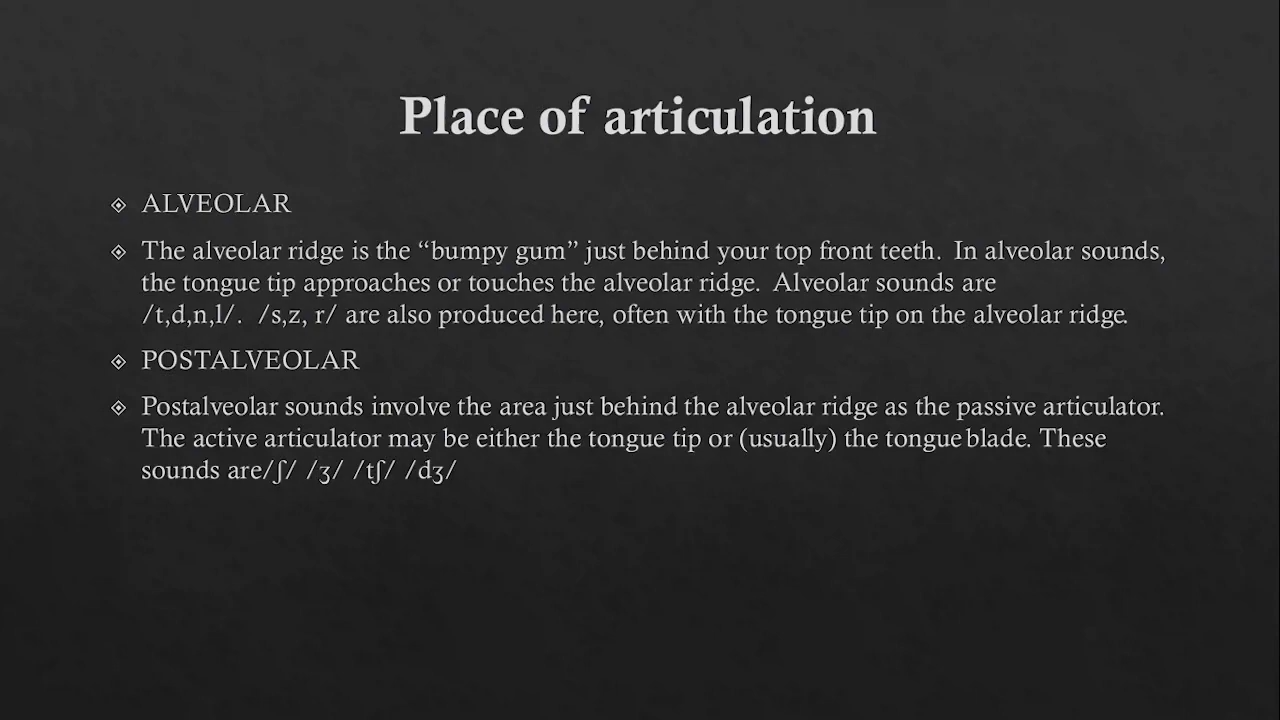 Place of articulation
ALVEOLAR
The alveolar ridge is the “bumpy gum” just behind your top front teeth.  In alveolar sounds,
the tongue tip approaches or touches the alveolar ridge.  Alveolar sounds are
/t,d,n,l/.  /s,z, r/ are also produced here, often with the tongue tip on the alveolar ridge.
POSTALVEOLAR
Postalveolar sounds involve the area just behind the alveolar ridge as the passive articulator.
The active articulator may be either the tongue tip or (usually) the tongue blade. These
sounds are/ʃ/ /ʒ/ /tʃ/ /dʒ/